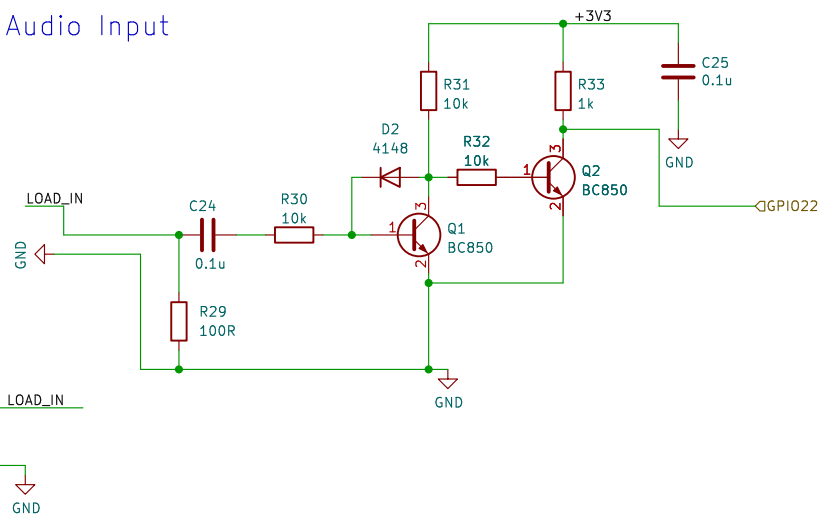 Audio Input
+3V3
R31
10k
R33
1k
C25
0.1u
GND
D2
4148
R32
10k
1
3
2
Q2
BC850
GPIO22
LOAD_IN
C24
0.1u
R30
10k
1
3
2
Q1
BC850
GND
R29
100R
GND
LOAD_IN
GND